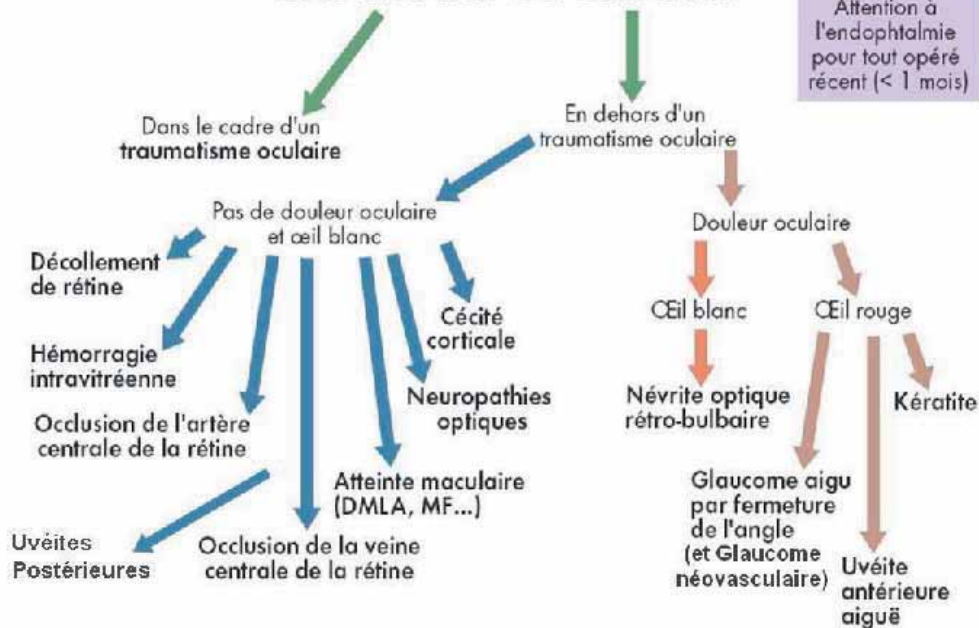 Attention à
l'endophtalmie
pour tout opéré
récent (< 1 mois)
Dans le cadre d'un
traumatisme oculaire
En dehors d'un
traumatisme oculaire
Pas de douleur oculaire
et œil blanc
Douleur oculaire
Décollement
de rétine
Hémorragie
intravitréenne
Occlusion de l'artère
centrale de la rétine
Uvéites
Postérieures
Occlusion de la veine
centrale de la rétine
Atteinte maculaire
(DMLA, MF...)
Neuropathies
optiques
Cécité
corticale
Œil blanc
Œil rouge
Névrite optique
rétro-bulbaire
Kératite
Glaucome aigu
par fermeture
de l'angle
(et Glaucome
néovasculaire)
Uvéite
antérieure
aiguë